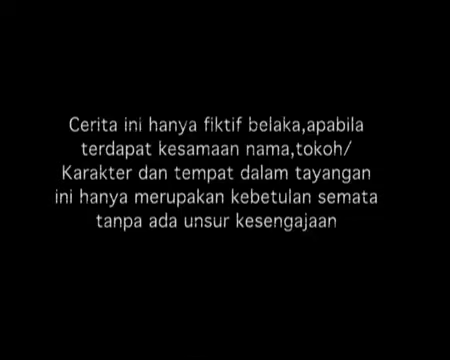 Cerita ini hanya fiktif belaka,apabila
terdapat kesamaan nama,tokoh/
Karakter dan tempat dalam tayangan
ini hanya merupakan kebetulan semata
tanpa ada unsur kesengajaan